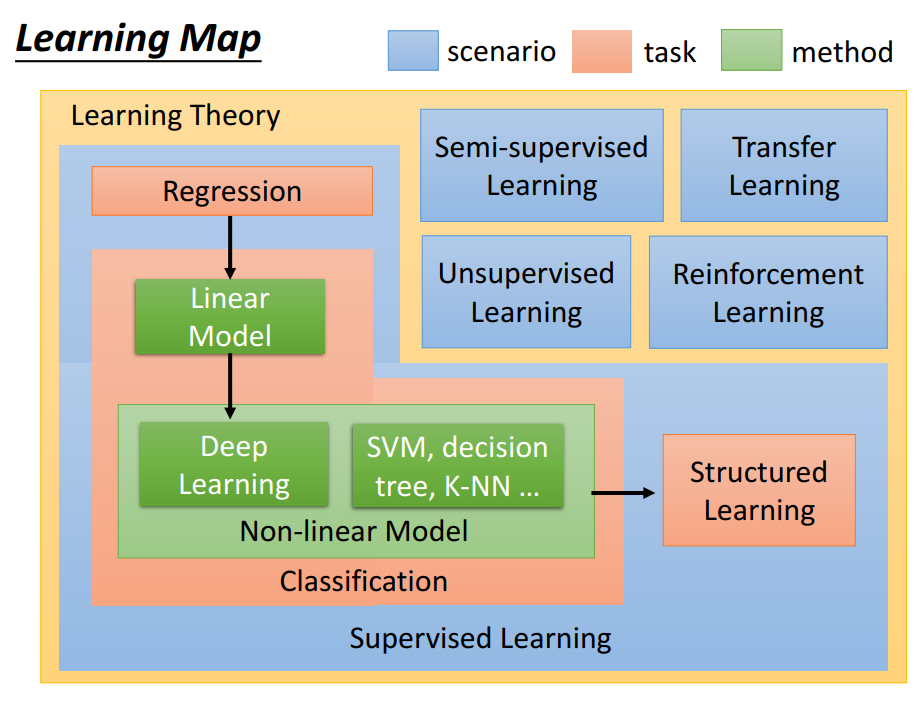 Learning Map
scenario
task
method
Learning Theory
Regression
Linear
Model
Deep
Learning
SVM, decision
tree, K-NN ...
Non-linear Model
Classification
Supervised Learning
Semi-supervised
Learning
Transfer
Learning
Unsupervised
Learning
Reinforcement
Learning
Structured
Learning